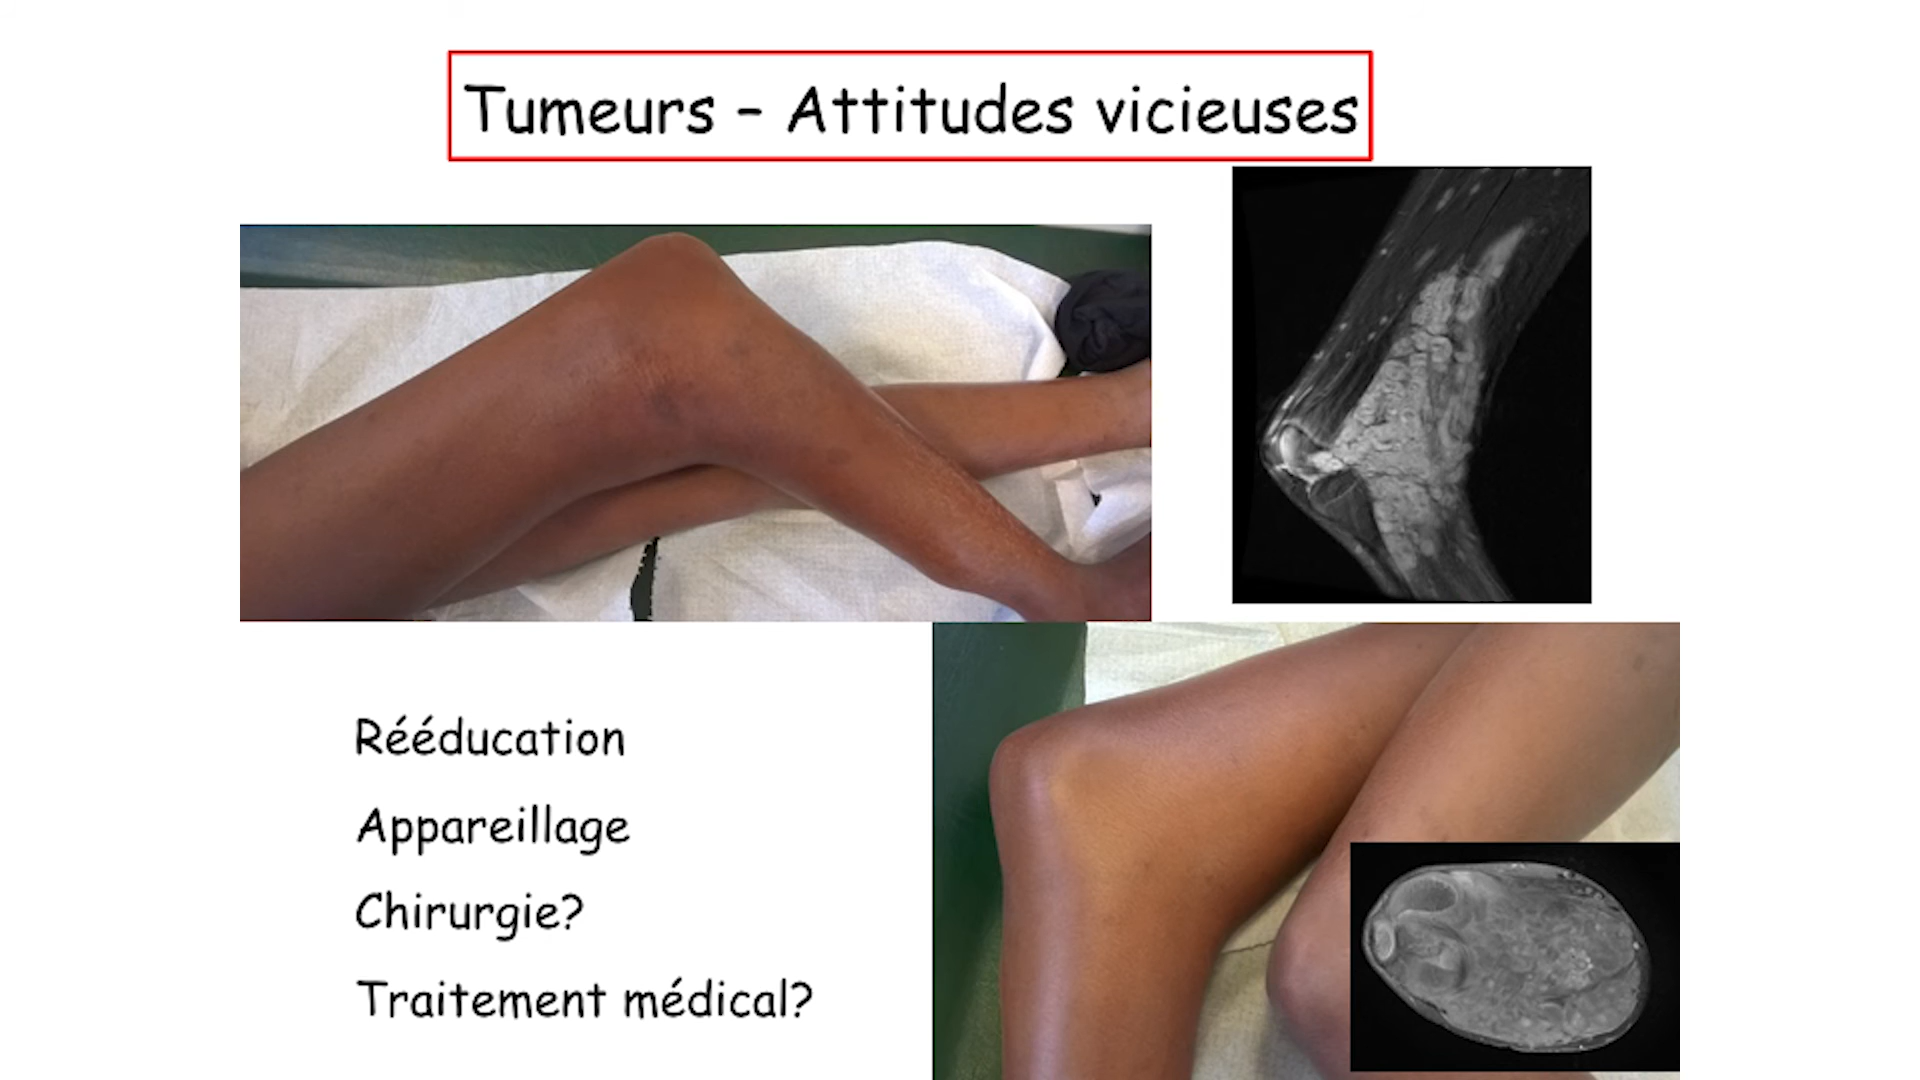 Tumeurs – Attitudes vicieuses
Rééducation
Appareillage
Chirurgie?
Traitement médical?